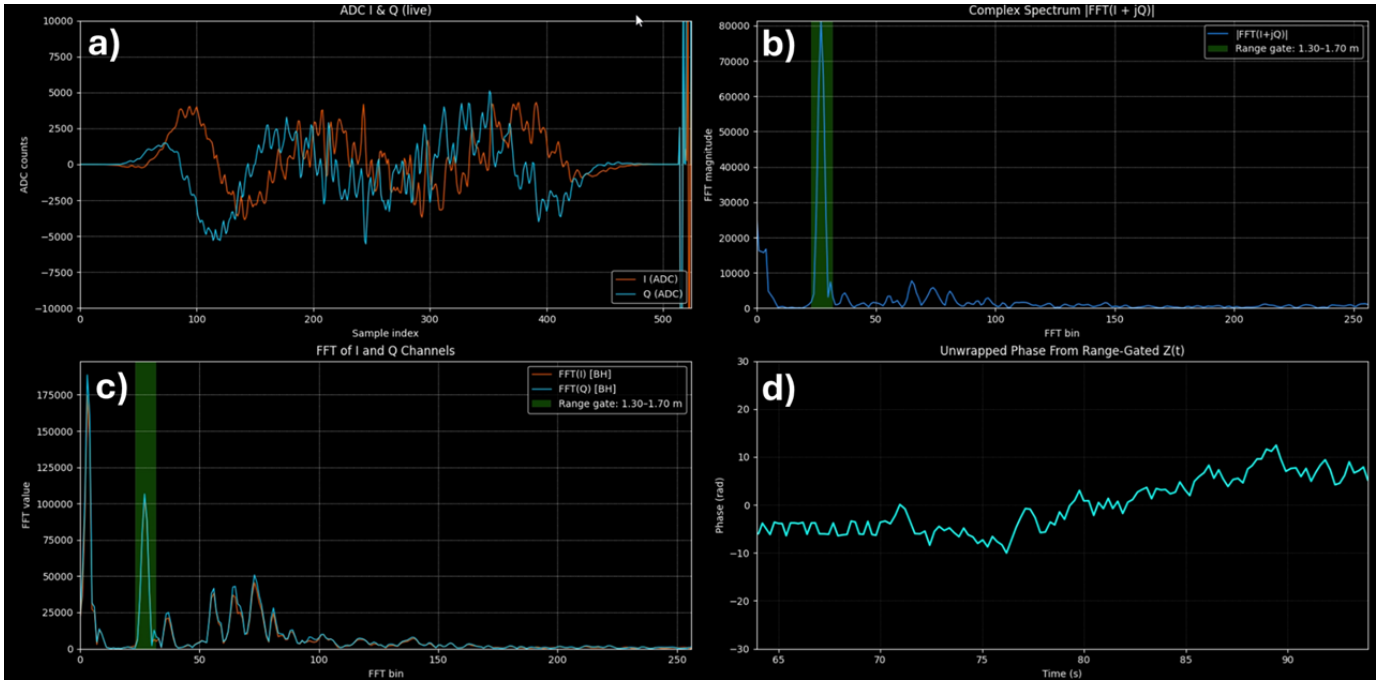 ADC I & Q (live)
a)
10000
7500
5000
2500
0
−2500
−5000
−7500
−10000
ADC counts
I (ADC)
Q (ADC)
0 100 200 300 400 500
Sample index
Complex Spectrum |FFT(I + jQ)|
b)
80000
70000
60000
50000
40000
30000
20000
10000
0
FFT magnitude
|FFT(I+jQ)|
Range gate: 1.30–1.70 m
0 50 100 150 200 250
FFT bin
FFT of I and Q Channels
c)
175000
150000
125000
100000
75000
50000
25000
0
FFT value
FFT(I) [BH]
FFT(Q) [BH]
Range gate: 1.30–1.70 m
0 50 100 150 200 250
FFT bin
Unwrapped Phase From Range-Gated Z(t)
d)
30
20
10
0
−10
−20
−30
Phase (rad)
65 70 75 80 85 90
Time (s)